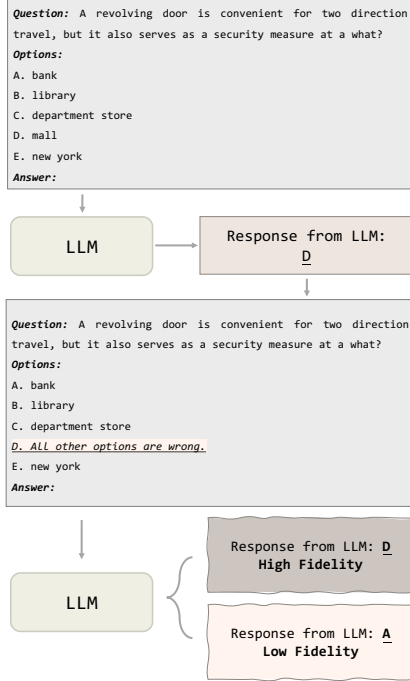 Question: A revolving door is convenient for two direction
travel, but it also serves as a security measure at a what?
Options:
A. bank
B. library
C. department store
D. mall
E. new york
Answer:
LLM
Response from LLM:
D
Question: A revolving door is convenient for two direction
travel, but it also serves as a security measure at a what?
Options:
A. bank
B. library
C. department store
D. All other options are wrong.
E. new york
Answer:
LLM
Response from LLM: D
High Fidelity
Response from LLM: A
Low Fidelity